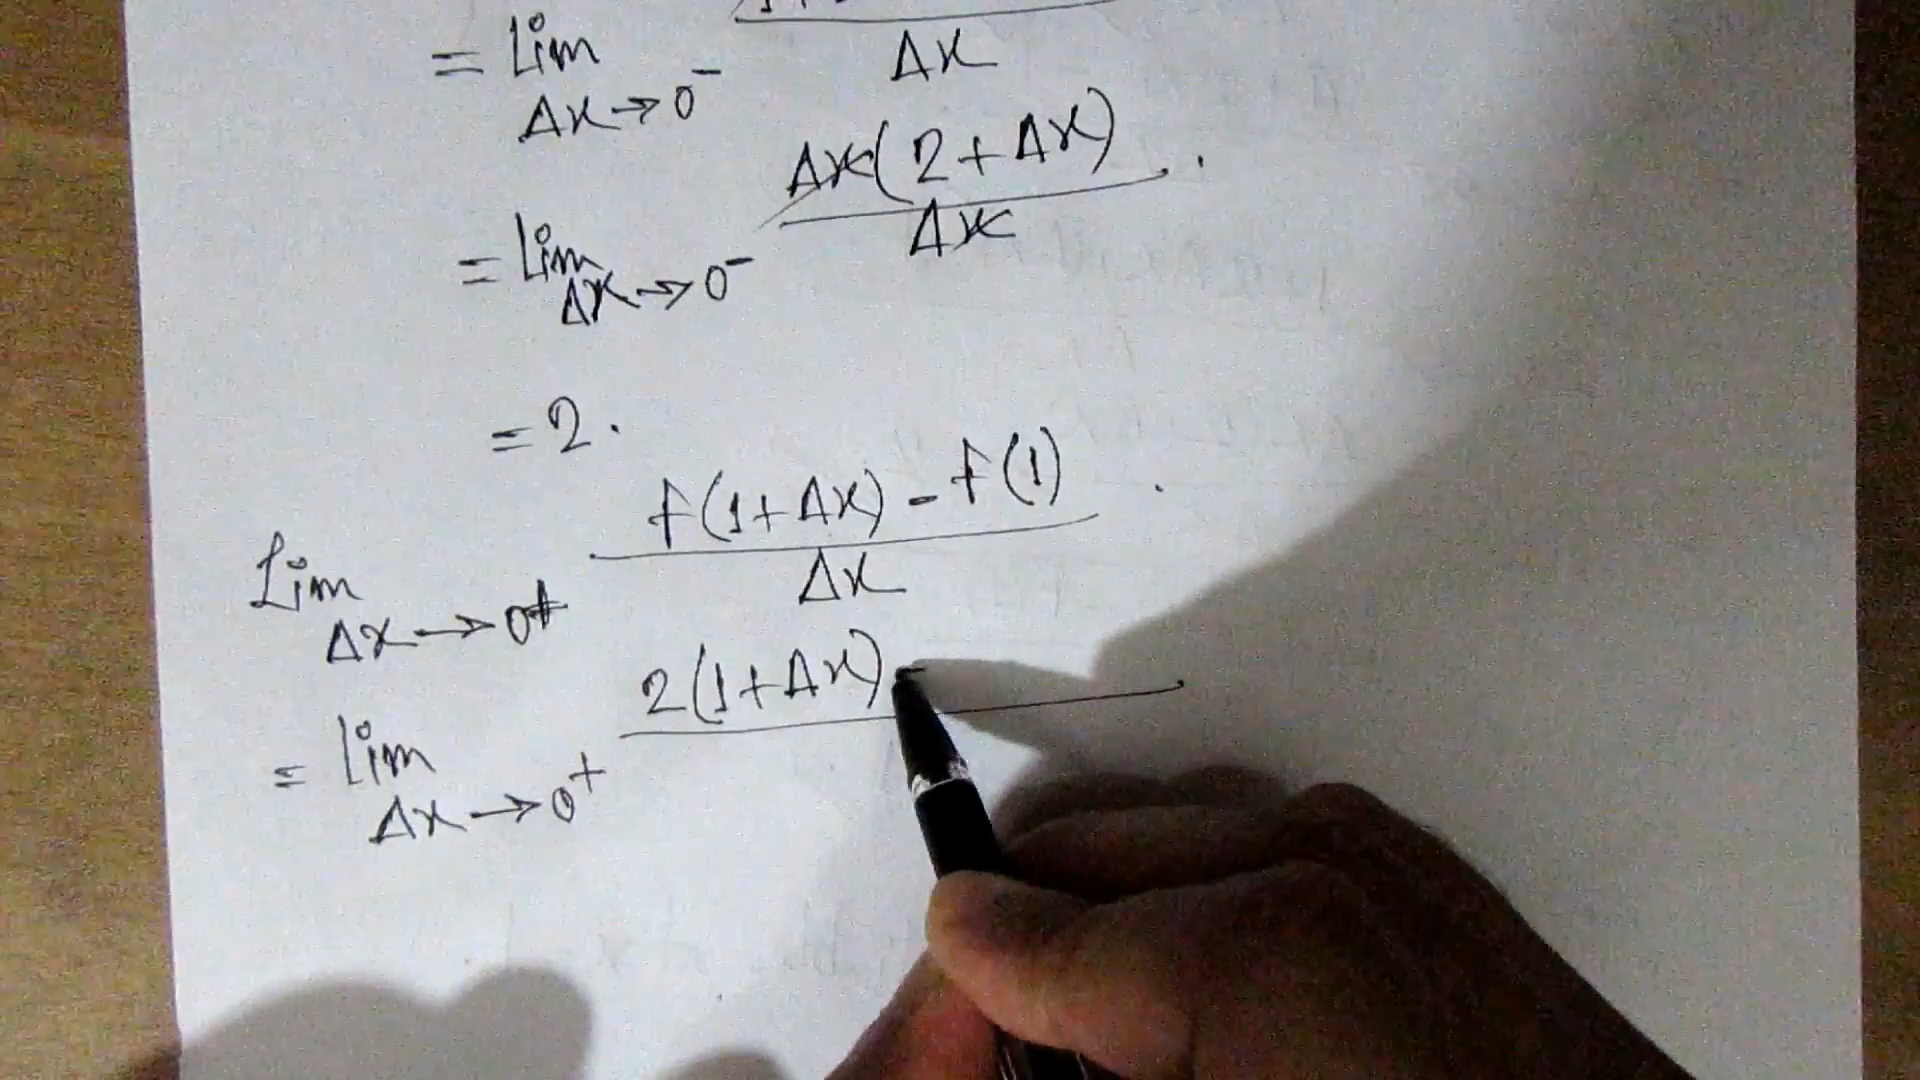 = Lim Δx→0⁻ Δx
= Lim Δx→0⁻ Δx(2+Δx) / Δx .
= 2.
Lim Δx→0+ f(1+Δx) - f(1) / Δx .
= Lim Δx→0⁺ 2(1+Δx) -